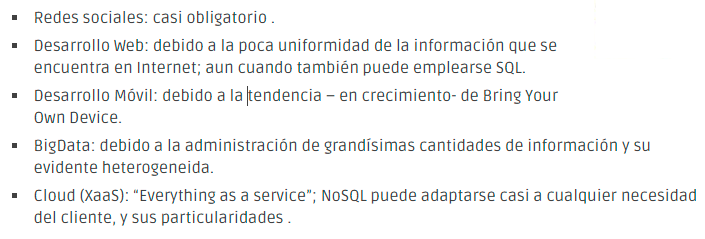 Redes sociales: casi obligatorio .
Desarrollo Web: debido a la poca uniformidad de la información que se
encuentra en Internet; aun cuando también puede emplearse SQL.
Desarrollo Móvil: debido a la tendencia – en crecimiento- de Bring Your
Own Device.
BigData: debido a la administración de grandísimas cantidades de información y su
evidente heterogeneida.
Cloud (XaaS): “Everything as a service”; NoSQL puede adaptarse casi a cualquier necesidad
del cliente, y sus particularidades .